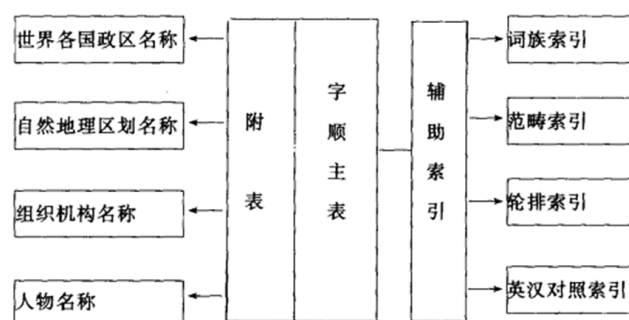 世界各国政区名称
自然地理区划名称
组织机构名称
人物名称
附表
字顺主表
辅助索引
词族索引
范畴索引
轮排索引
英汉对照索引